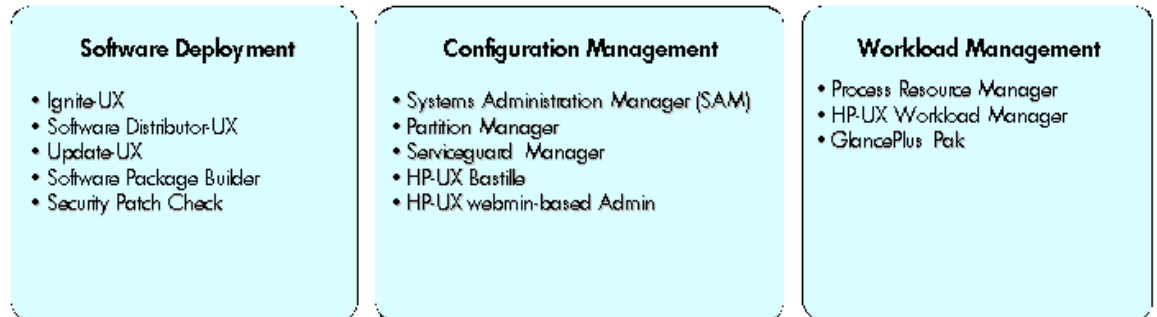 Software Deployment
• Ignite-UX
• Software Distributor-UX
• Update-UX
• Software Package Builder
• Security Patch Check
Configuration Management
• Systems Administration Manager (SAM)
• Partition Manager
• Serviceguard Manager
• HP-UX Bastille
• HP-UX webmin-based Admin
Workload Management
• Process Resource Manager
• HP-UX Workload Manager
• GlancePlus Pak